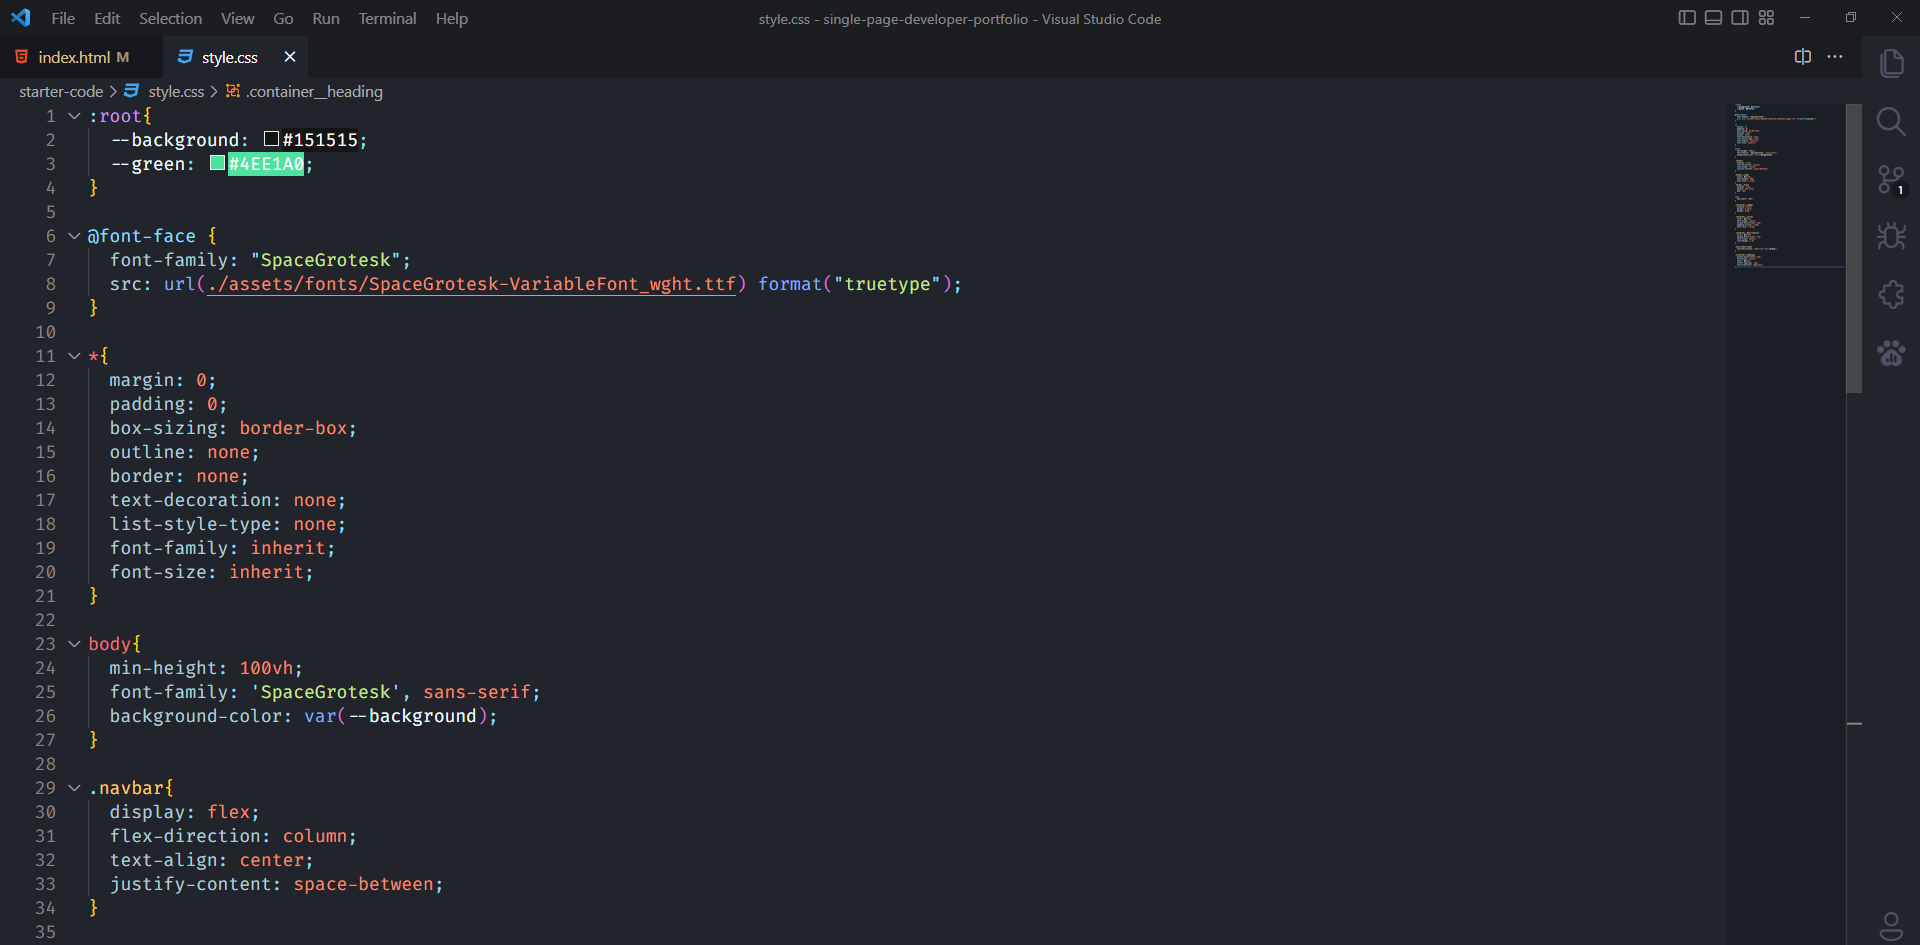 File Edit Selection View Go Run Terminal Help style.css - single-page-developer-portfolio - Visual Studio Code
index.html M style.css
starter-code > style.css > .container__heading
1 :root{
2 --background: #151515;
3 --green: #4EE1A0;
4 }
5
6 @font-face {
7 font-family: "SpaceGrotesk";
8 src: url(./assets/fonts/SpaceGrotesk-VariableFont_wght.ttf) format("truetype");
9 }
10
11 *{
12 margin: 0;
13 padding: 0;
14 box-sizing: border-box;
15 outline: none;
16 border: none;
17 text-decoration: none;
18 list-style-type: none;
19 font-family: inherit;
20 font-size: inherit;
21 }
22
23 body{
24 min-height: 100vh;
25 font-family: 'SpaceGrotesk', sans-serif;
26 background-color: var(--background);
27 }
28
29 .navbar{
30 display: flex;
31 flex-direction: column;
32 text-align: center;
33 justify-content: space-between;
34 }
35
1